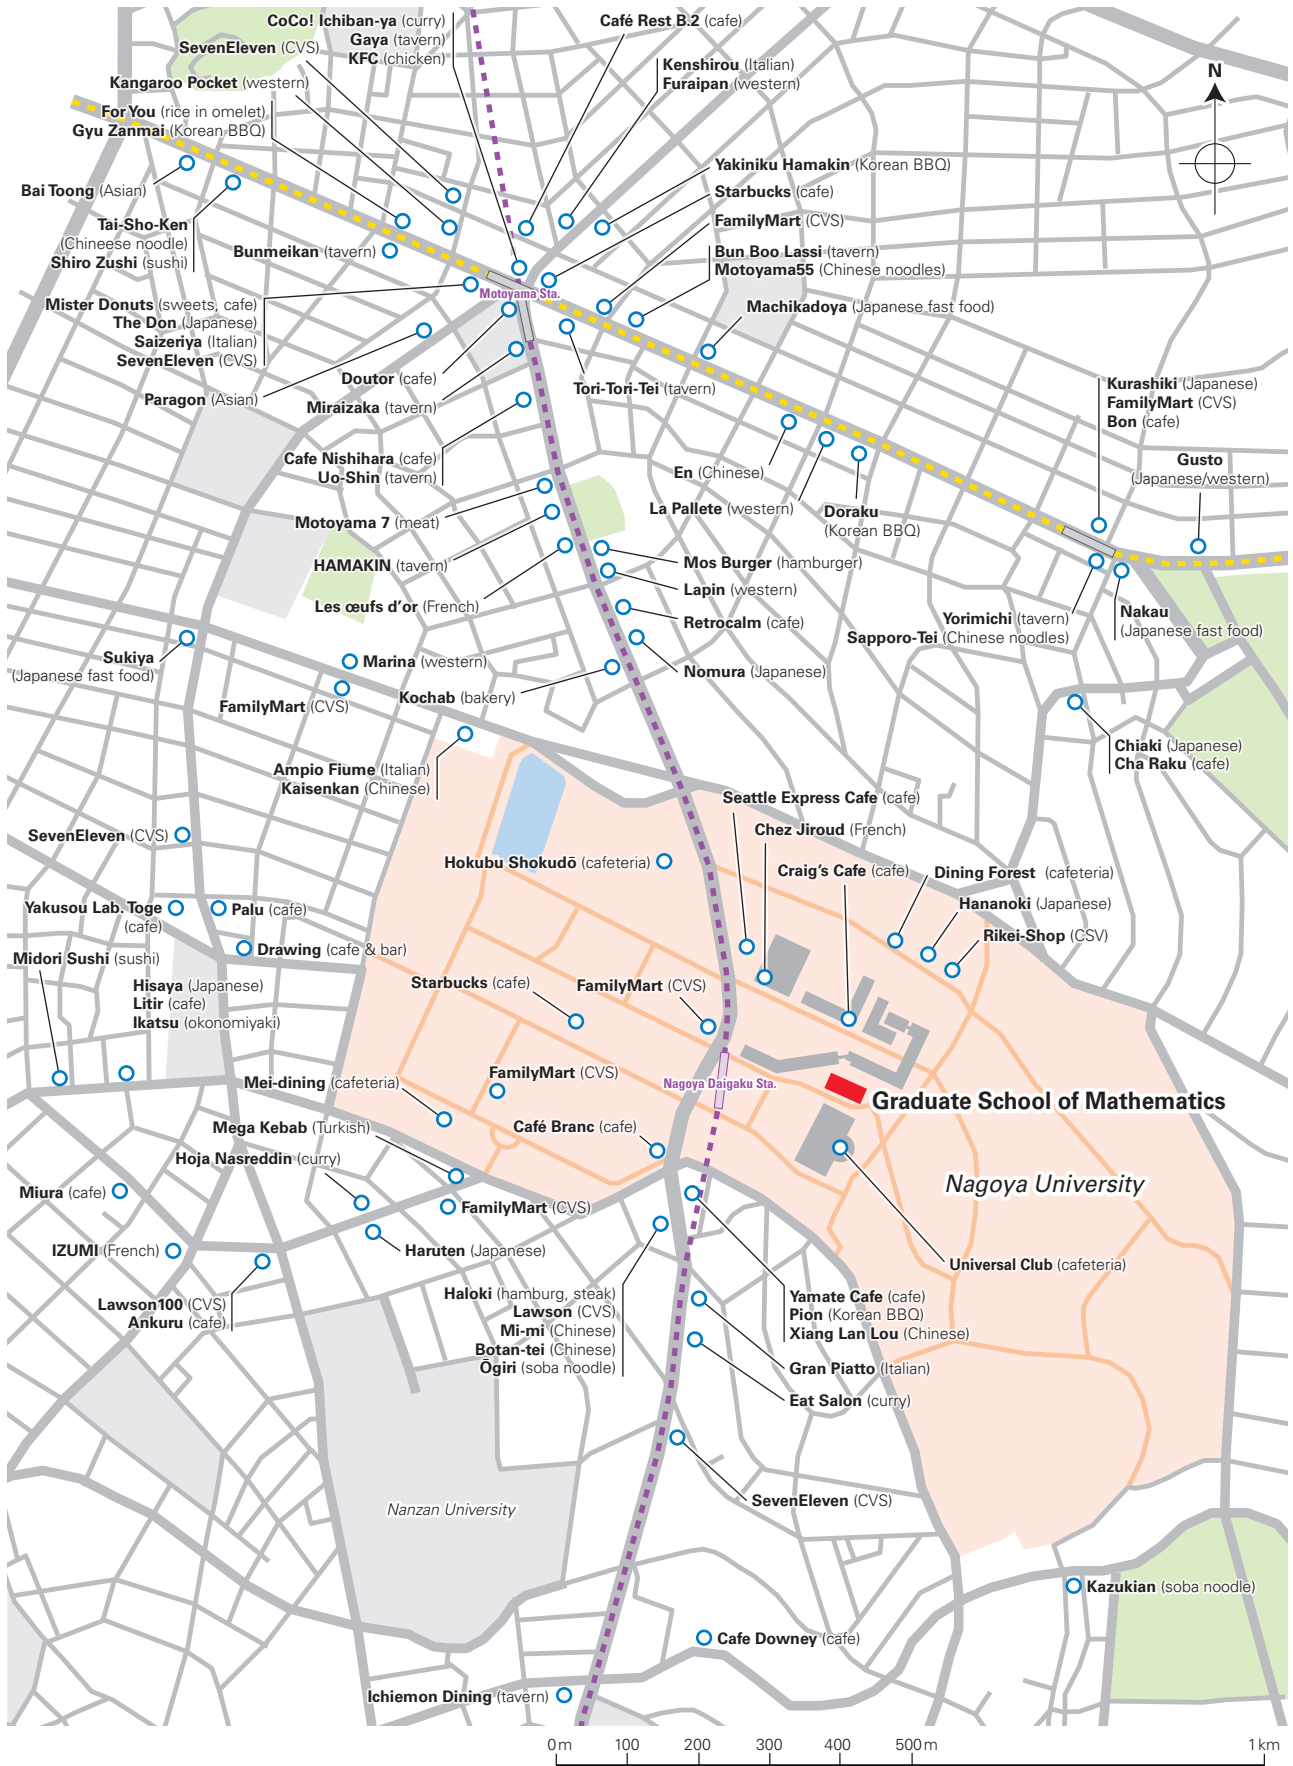 CoCo! Ichiban-ya (curry)
Gaya (tavern)
KFC (chicken)
Café Rest B.2 (cafe)
SevenEleven (CVS)
Kenshirou (Italian)
Furaipan (western)
N
Kangaroo Pocket (western)
For You (rice in omelet)
Gyu Zanmai (Korean BBQ)
Yakiniku Hamakin (Korean BBQ)
Bai Toong (Asian)
Starbucks (cafe)
Tai-Sho-Ken
(Chineese noodle)
Shiro Zushi (sushi)
FamilyMart (CVS)
Bunmeikan (tavern)
Bun Boo Lassi (tavern)
Motoyama55 (Chinese noodles)
Motoyama Sta.
Mister Donuts (sweets, cafe)
The Don (Japanese)
Saizeriya (Italian)
SevenEleven (CVS)
Machikadoya (Japanese fast food)
Doutor (cafe)
Paragon (Asian)
Miraizaka (tavern)
Tori-Tori-Tei (tavern)
Kurashiki (Japanese)
FamilyMart (CVS)
Bon (cafe)
Cafe Nishihara (cafe)
Uo-Shin (tavern)
En (Chinese)
Gusto
(Japanese/western)
La Pallete (western)
Doraku
(Korean BBQ)
Motoyama 7 (meat)
HAMAKIN (tavern)
Mos Burger (hamburger)
Lapin (western)
Les œufs d'or (French)
Retrocalm (cafe)
Yorimichi (tavern)
Sapporo-Tei (Chinese noodles)
Nakau
(Japanese fast food)
Sukiya
(Japanese fast food)
Marina (western)
Nomura (Japanese)
Kochab (bakery)
FamilyMart (CVS)
Chiaki (Japanese)
Cha Raku (cafe)
Ampio Fiume (Italian)
Kaisenkan (Chinese)
Seattle Express Cafe (cafe)
SevenEleven (CVS)
Chez Jiroud (French)
Hokubu Shokudō (cafeteria)
Craig's Cafe (cafe)
Dining Forest (cafeteria)
Hananoki (Japanese)
Rikei-Shop (CSV)
Yakusou Lab. Toge
(cafe)
Palu (cafe)
Drawing (cafe & bar)
Midori Sushi (sushi)
Hisaya (Japanese)
Litir (cafe)
Ikatsu (okonomiyaki)
Starbucks (cafe)
FamilyMart (CVS)
FamilyMart (CVS)
Mei-dining (cafeteria)
Nagoya Daigaku Sta.
Graduate School of Mathematics
Mega Kebab (Turkish)
Café Branc (cafe)
Hoja Nasreddin (curry)
Nagoya University
Miura (cafe)
FamilyMart (CVS)
IZUMI (French)
Haruten (Japanese)
Universal Club (cafeteria)
Lawson100 (CVS)
Ankuru (cafe)
Haloki (hamburg, steak)
Lawson (CVS)
Mi-mi (Chinese)
Botan-tei (Chinese)
Ōgiri (soba noodle)
Yamate Cafe (cafe)
Pion (Korean BBQ)
Xiang Lan Lou (Chinese)
Gran Piatto (Italian)
Eat Salon (curry)
SevenEleven (CVS)
Nanzan University
Kazukian (soba noodle)
Cafe Downey (cafe)
Ichiemon Dining (tavern)
0 m 100 200 300 400 500 m 1 km